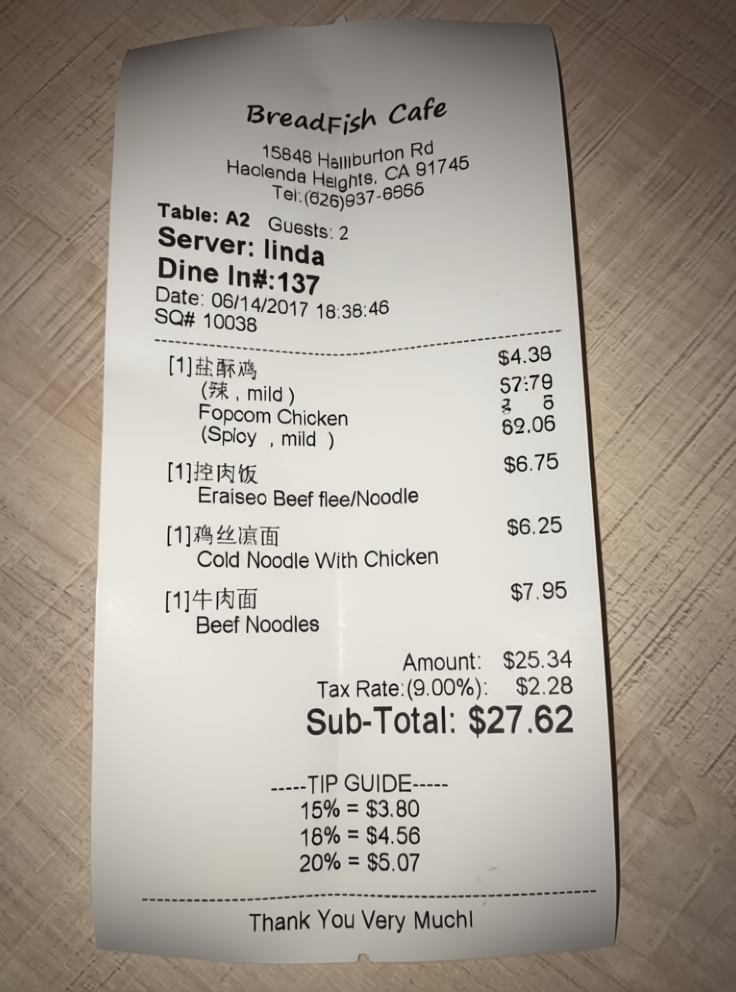 BreadFish Cafe
15846 Halliburton Rd
Haclenda Heights, CA 91745
Tel:(626)937-6666
Table: A2 Guests: 2
Server: linda
Dine In#:137
Date: 06/14/2017 18:38:46
SQ# 10038
[1]盐酥鸡 $4.39
(辣, mild)
Fopcom Chicken
(Spicy , mild )
[1]控肉饭 $6.75
Eraiseo Beef flee/Noodle
[1]鸡丝凉面 $6.25
Cold Noodle With Chicken
[1]牛肉面 $7.95
Beef Noodles
Amount: $25.34
Tax Rate:(9.00%): $2.28
Sub-Total: $27.62
-----TIP GUIDE-----
15% = $3.80
18% = $4.56
20% = $5.07
Thank You Very Much!